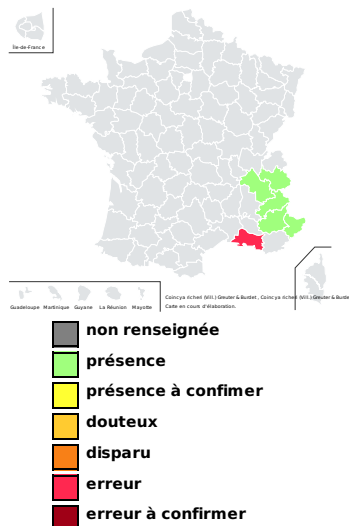 Île-de-France
Guadeloupe Martinique Guyane La Réunion Mayotte
Coincya richeri (Vill.) Greuter & Burdet , Coincya richeri (Vill.) Greuter & Burde
Carte en cours d'élaboration.
non renseignée
présence
présence à confimer
douteux
disparu
erreur
erreur à confirmer